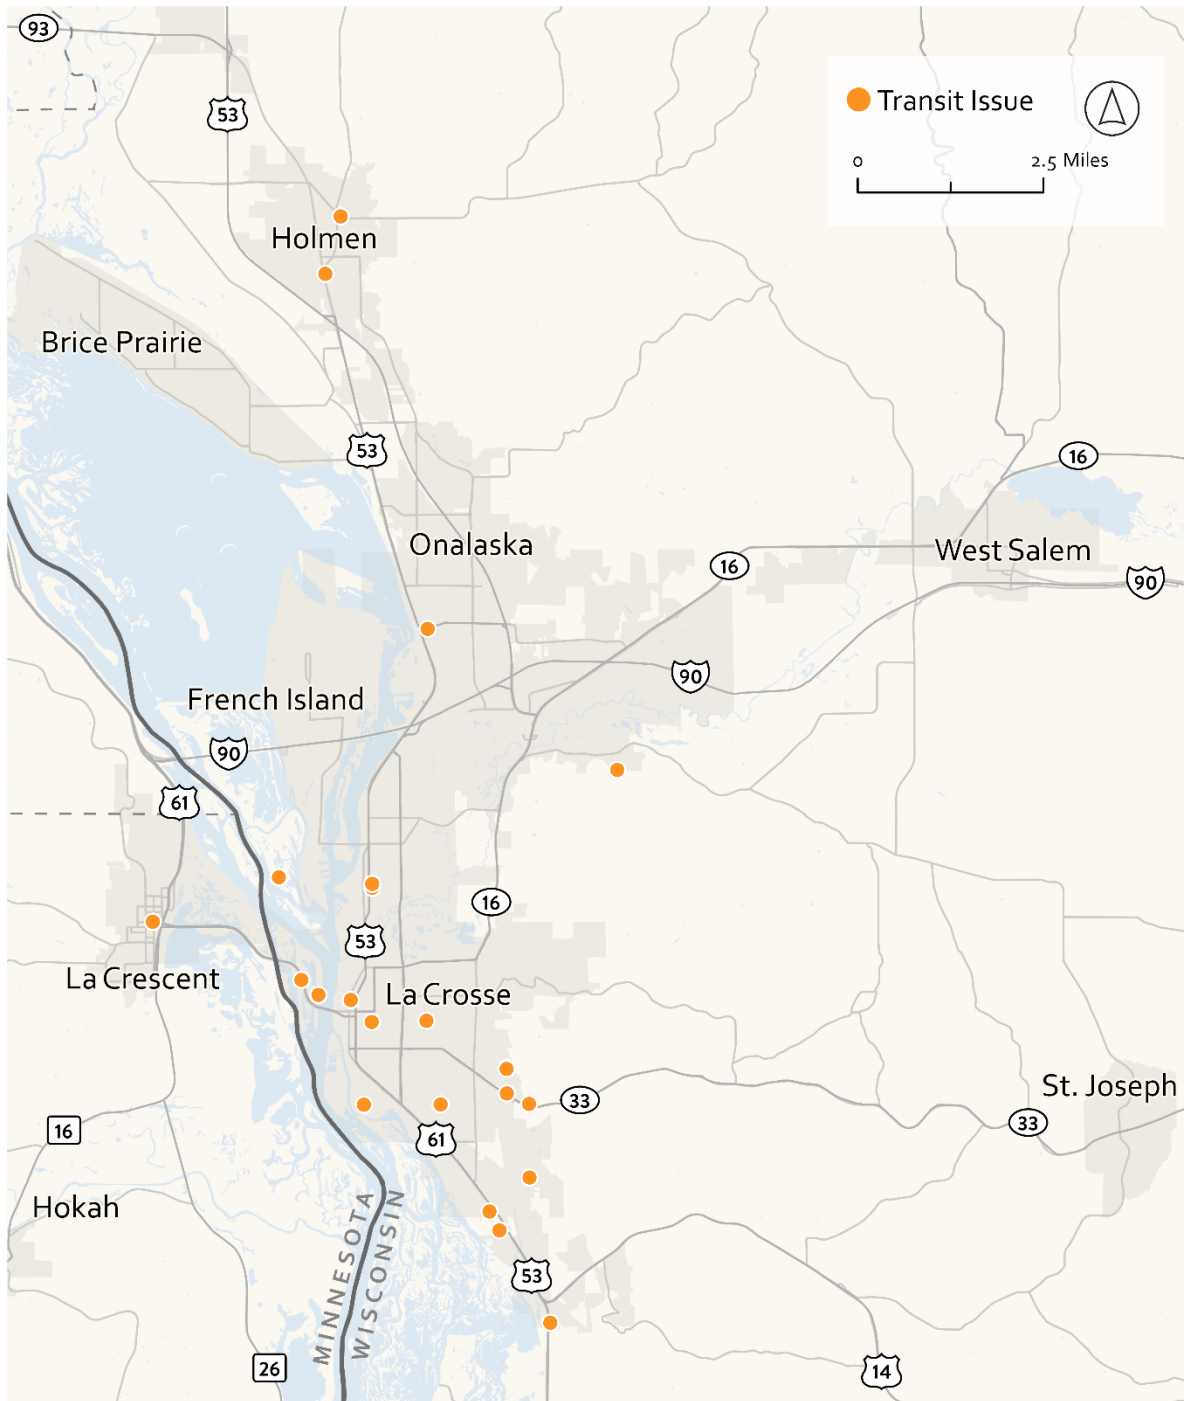 93
53
Transit Issue
0
2.5 Miles
Holmen
Brice Prairie
53
16
Onalaska
West Salem
16
90
90
French Island
90
61
16
53
La Crescent
La Crosse
St. Joseph
33
33
16
61
Hokah
MINNESOTA
WISCONSIN
53
26
14